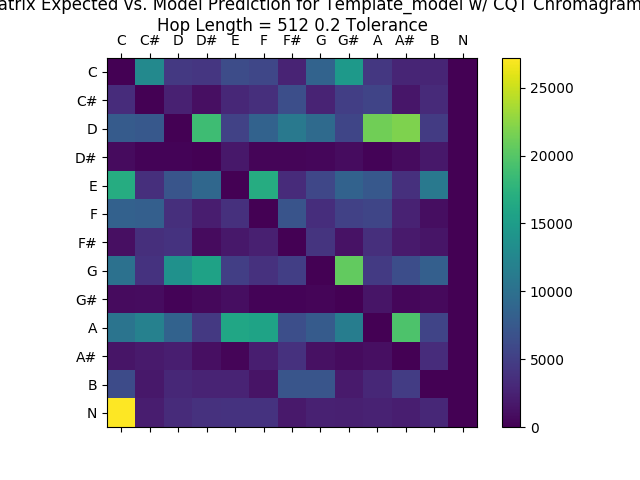 atrix Expected vs. Model Prediction for Template_model w/ CQT Chromagram
Hop Length = 512 0.2 Tolerance
C C# D D# E F F# G G# A A# B N
C
C#
D
D#
E
F
F#
G
G#
A
A#
B
N
25000
20000
15000
10000
5000
0